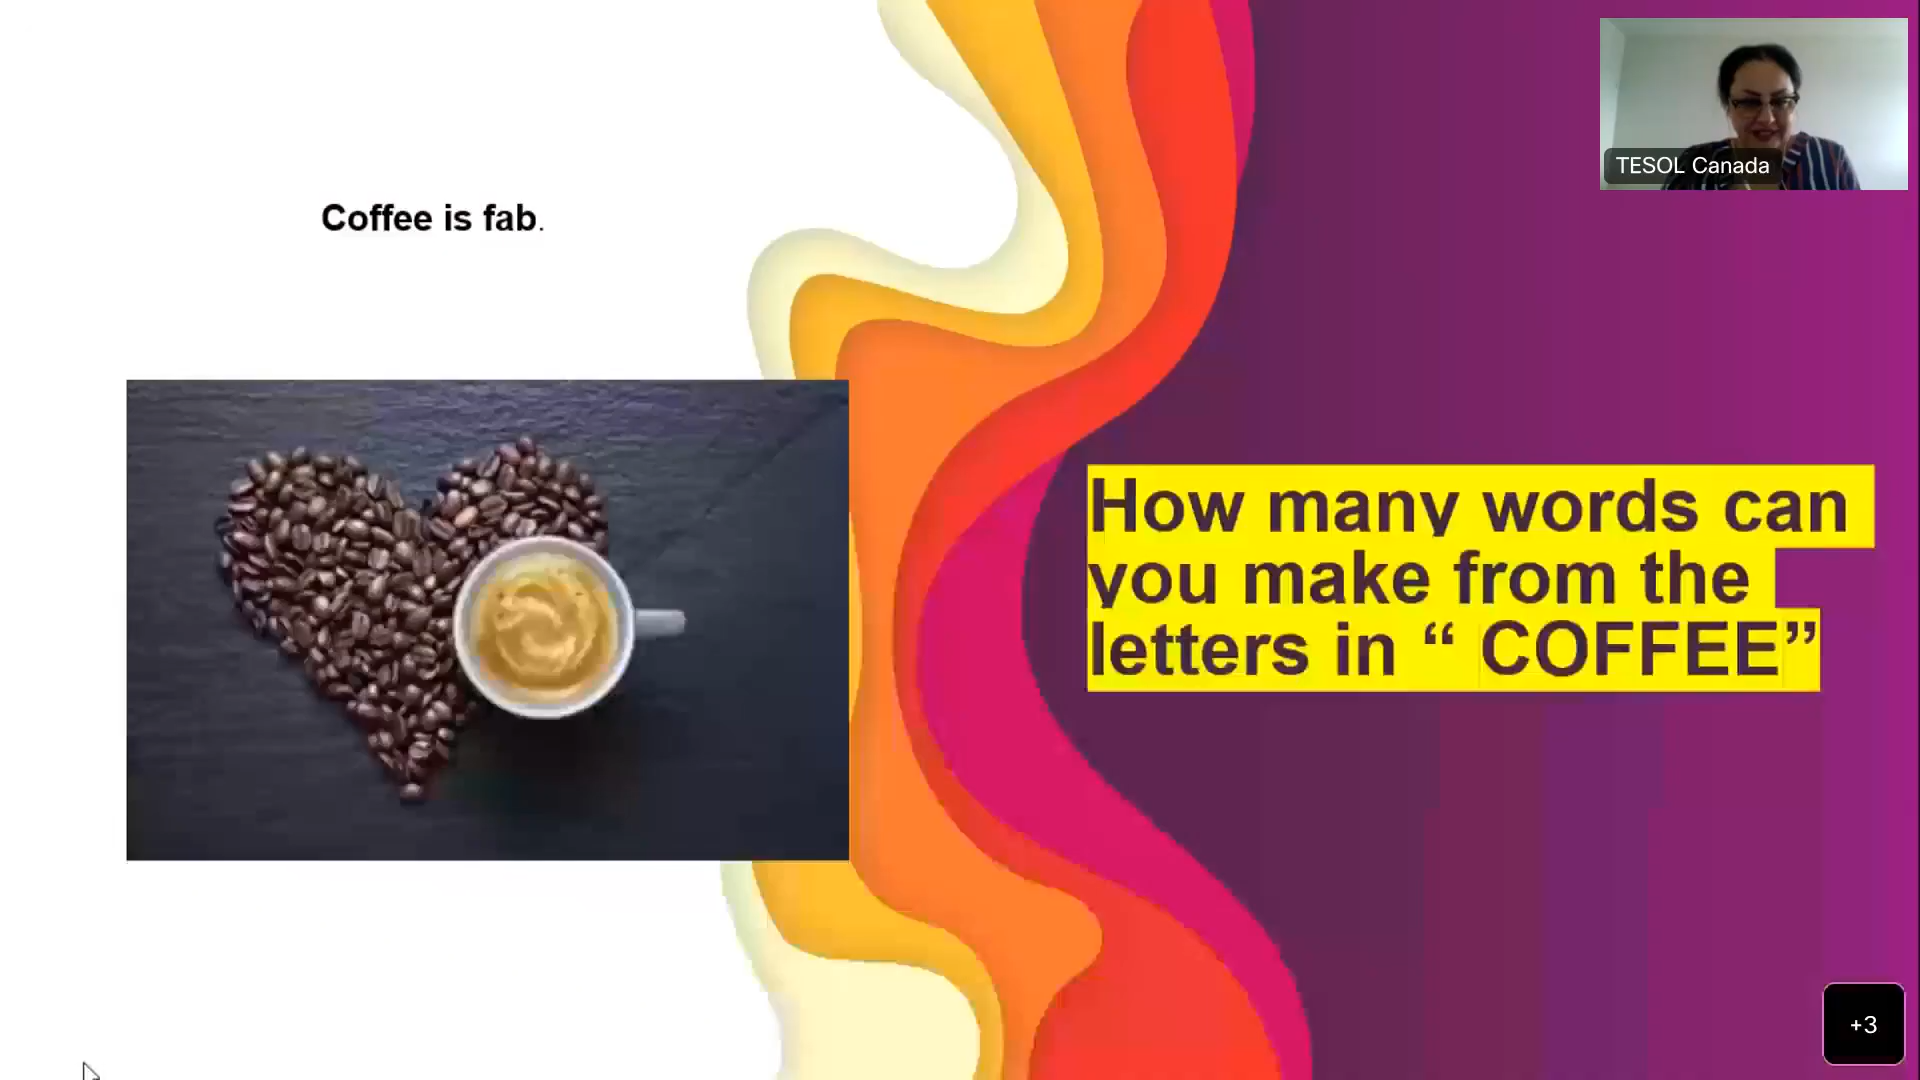 TESOL Canada
Coffee is fab.
How many words can
you make from the
letters in “ COFFEE”
+3